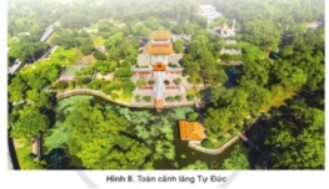 Hình 8. Toàn cảnh lăng Tự Đức